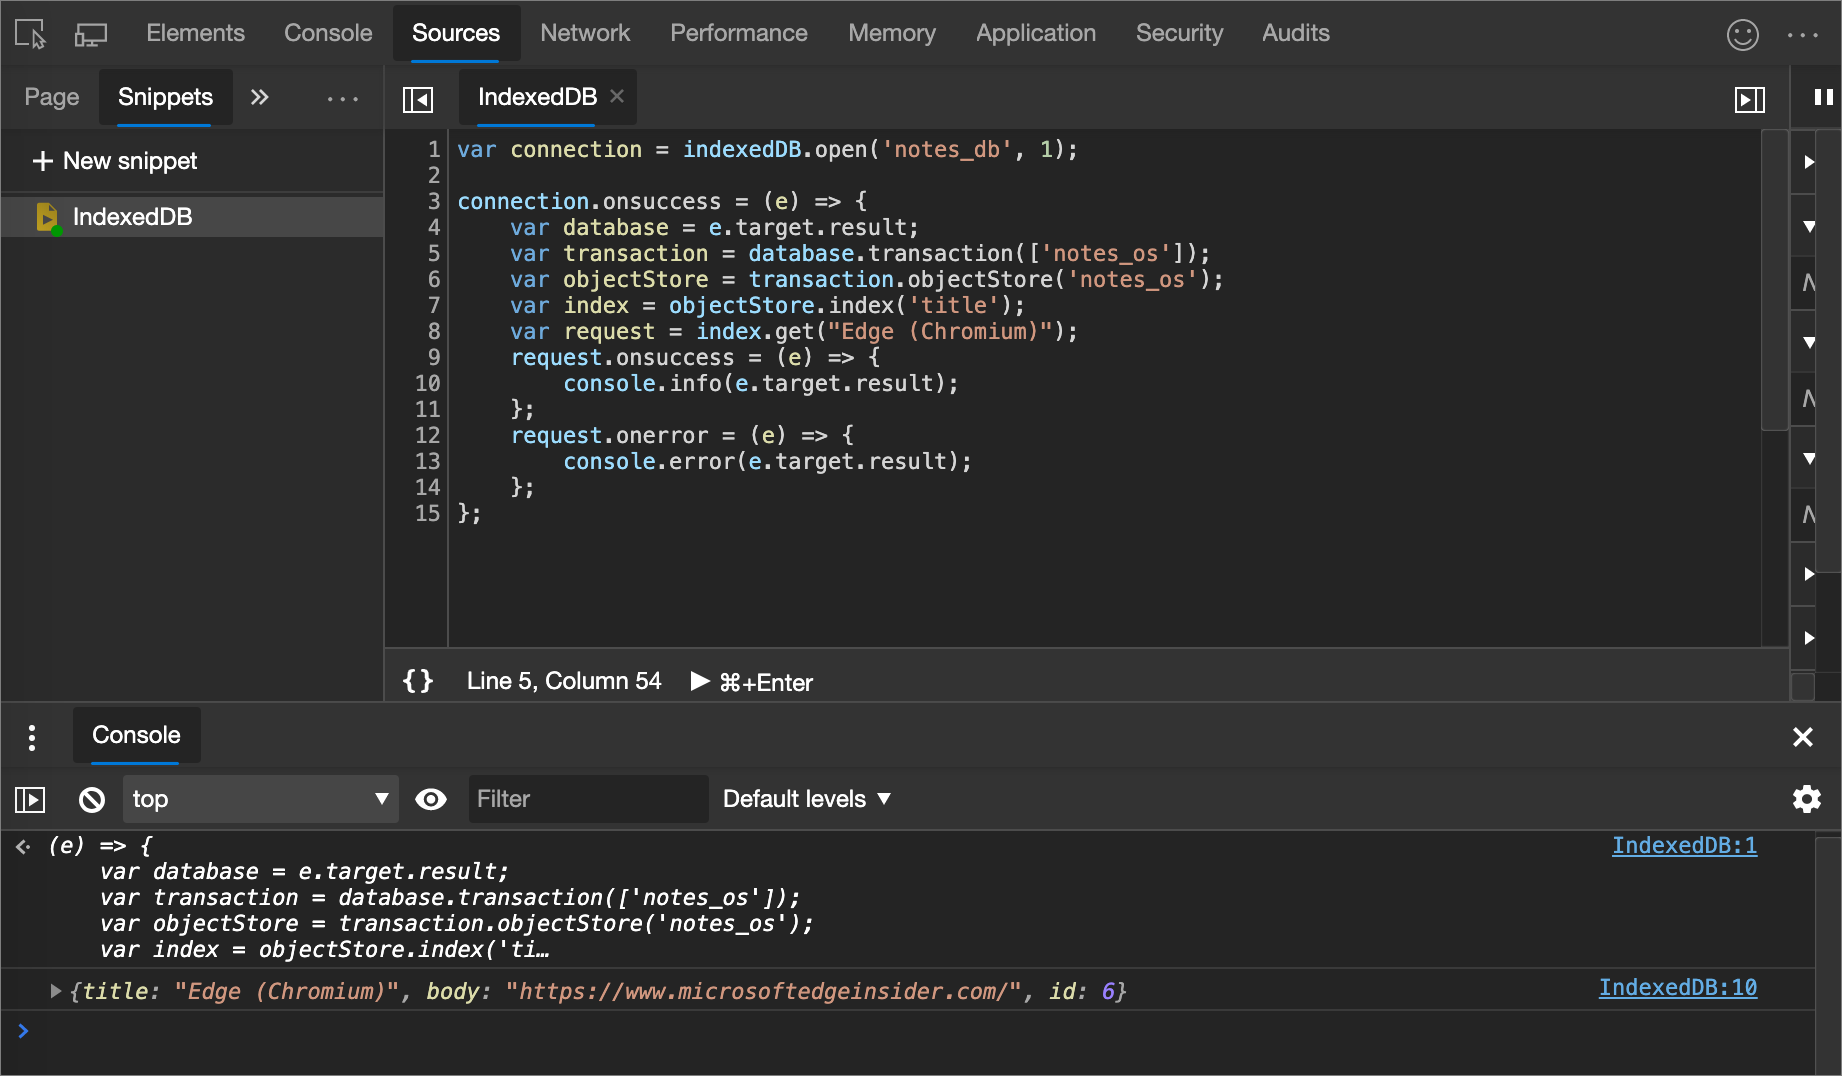 Elements Console Sources Network Performance Memory Application Security Audits
Page Snippets IndexedDB
New snippet
IndexedDB
1 var connection = indexedDB.open('notes_db', 1);
2
3 connection.onsuccess = (e) => {
4 var database = e.target.result;
5 var transaction = database.transaction(['notes_os']);
6 var objectStore = transaction.objectStore('notes_os');
7 var index = objectStore.index('title');
8 var request = index.get("Edge (Chromium)");
9 request.onsuccess = (e) => {
10 console.info(e.target.result);
11 };
12 request.onerror = (e) => {
13 console.error(e.target.result);
14 };
15 };
{} Line 5, Column 54 ⌘+Enter
Console
top Filter Default levels
(e) => { IndexedDB:1
var database = e.target.result;
var transaction = database.transaction(['notes_os']);
var objectStore = transaction.objectStore('notes_os');
var index = objectStore.index('ti…
{title: "Edge (Chromium)", body: "https://www.microsoftedgeinsider.com/", id: 6} IndexedDB:10